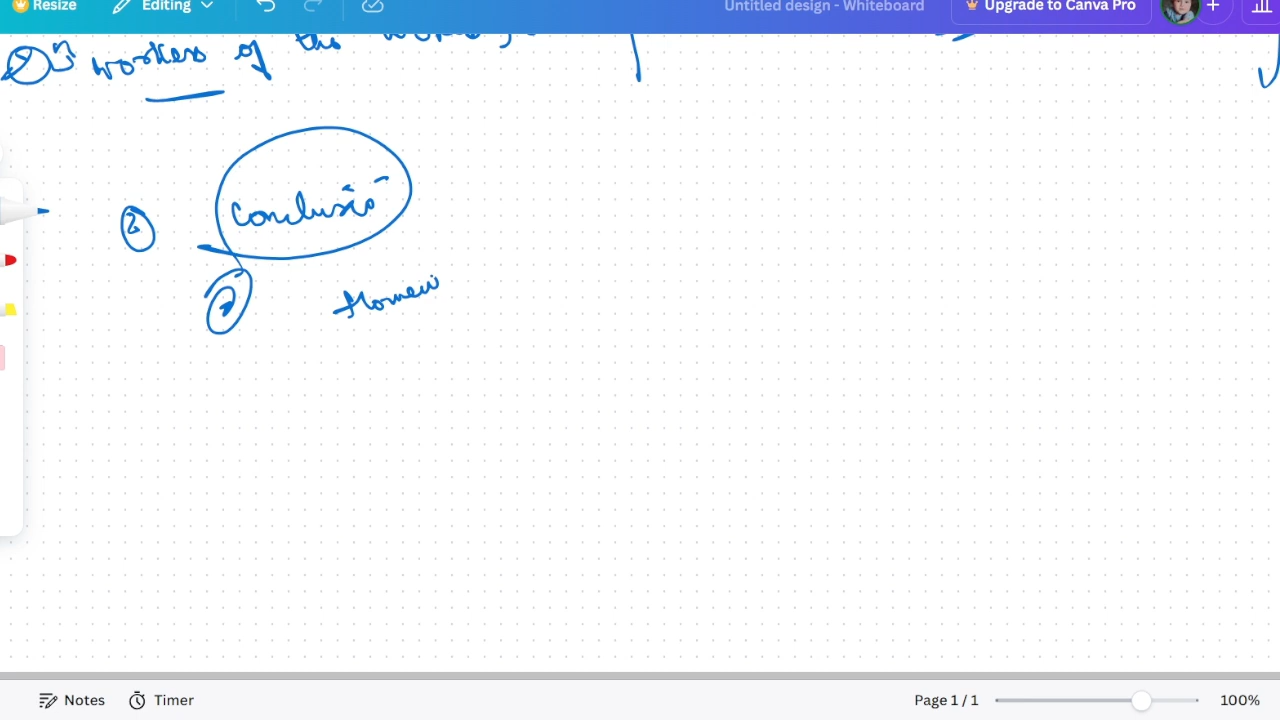 Resize Editing Untitled design - Whiteboard Upgrade to Canva Pro
workers of the
2 Conclusion
Notes Timer Page 1 / 1 100%